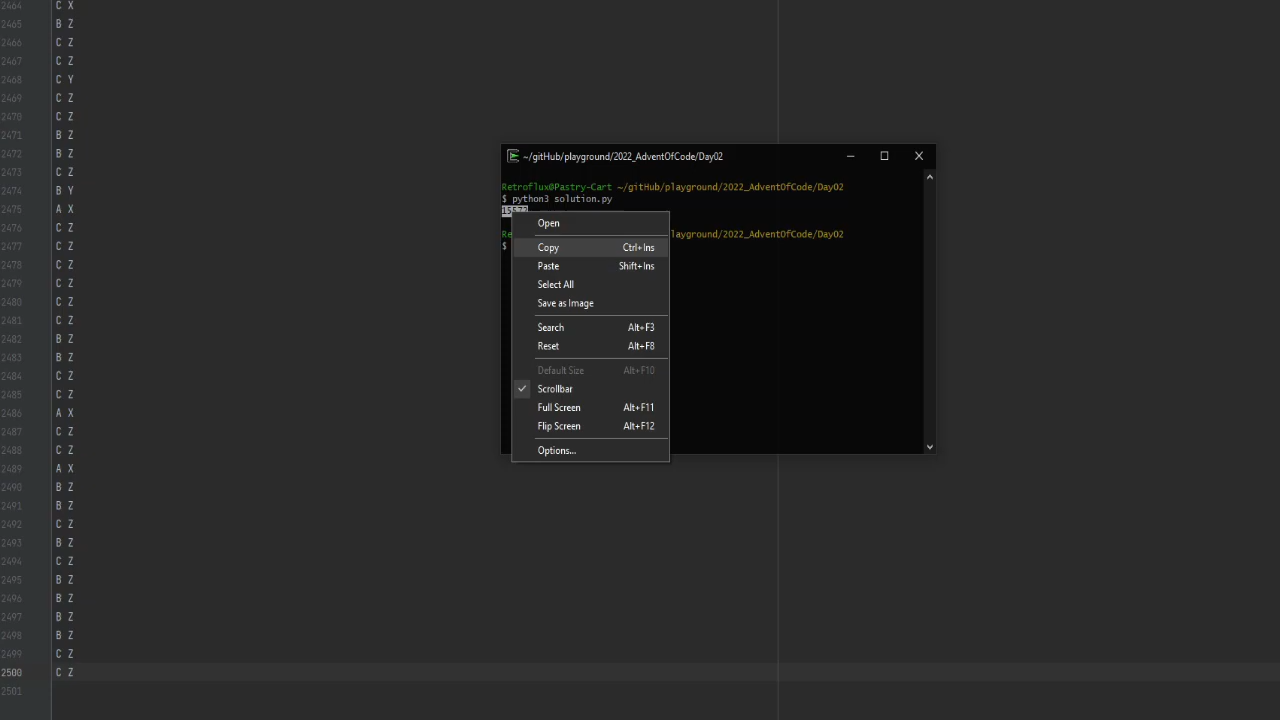 2464 C X
2465 B Z
2466 C Z
2467 C Z
2468 C Y
2469 C Z
2470 C Z
2471 B Z
2472 B Z
2473 C Z
2474 B Y
2475 A X
2476 C Z
2477 C Z
2478 C Z
2479 C Z
2480 C Z
2481 C Z
2482 B Z
2483 B Z
2484 C Z
2485 C Z
2486 A X
2487 C Z
2488 C Z
2489 A X
2490 B Z
2491 B Z
2492 C Z
2493 B Z
2494 C Z
2495 B Z
2496 B Z
2497 B Z
2498 B Z
2499 C Z
2500 C Z
2501
~/gitHub/playground/2022_AdventOfCode/Day02
Retroflux@Pastry-Cart ~/gitHub/playground/2022_AdventOfCode/Day02
$ python3 solution.py
Re layground/2022_AdventOfCode/Day02
$
Open
Copy Ctrl+Ins
Paste Shift+Ins
Select All
Save as Image
Search Alt+F3
Reset Alt+F8
Default Size Alt+F10
Scrollbar
Full Screen Alt+F11
Flip Screen Alt+F12
Options...